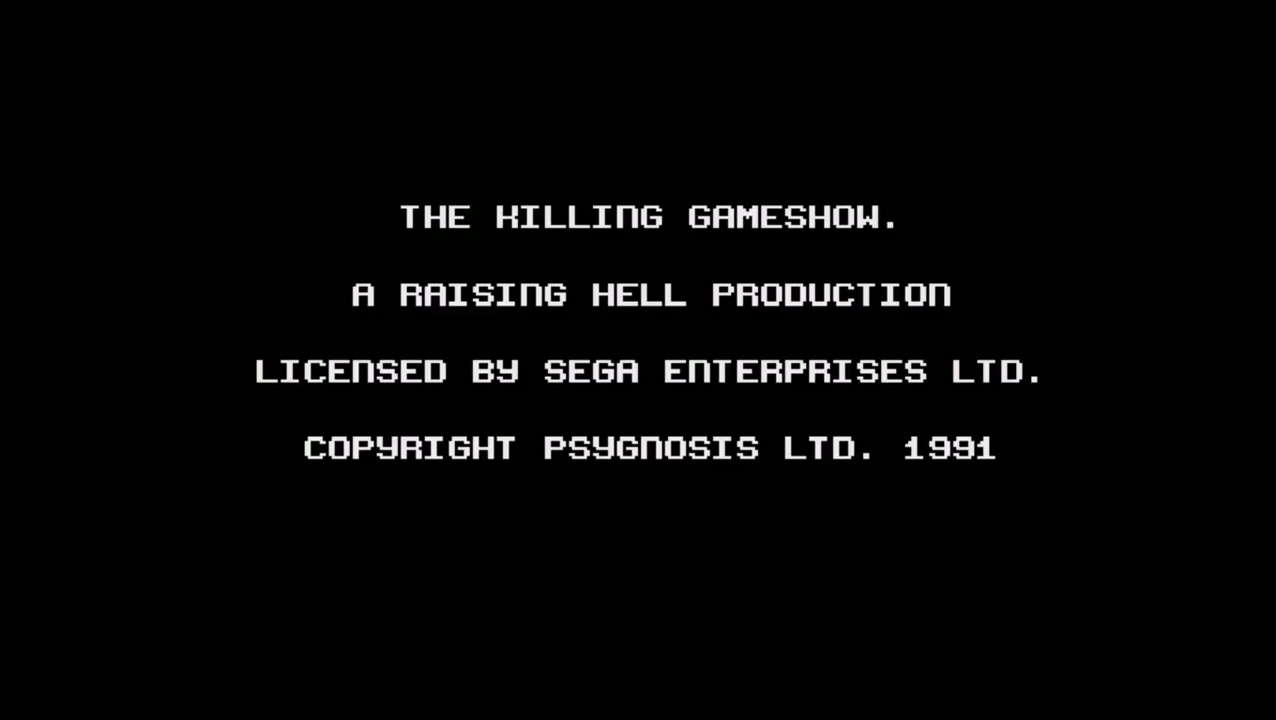 THE KILLING GAMESHOW.
A RAISING HELL PRODUCTION
LICENSED BY SEGA ENTERPRISES LTD.
COPYRIGHT PSYGNOSIS LTD. 1991